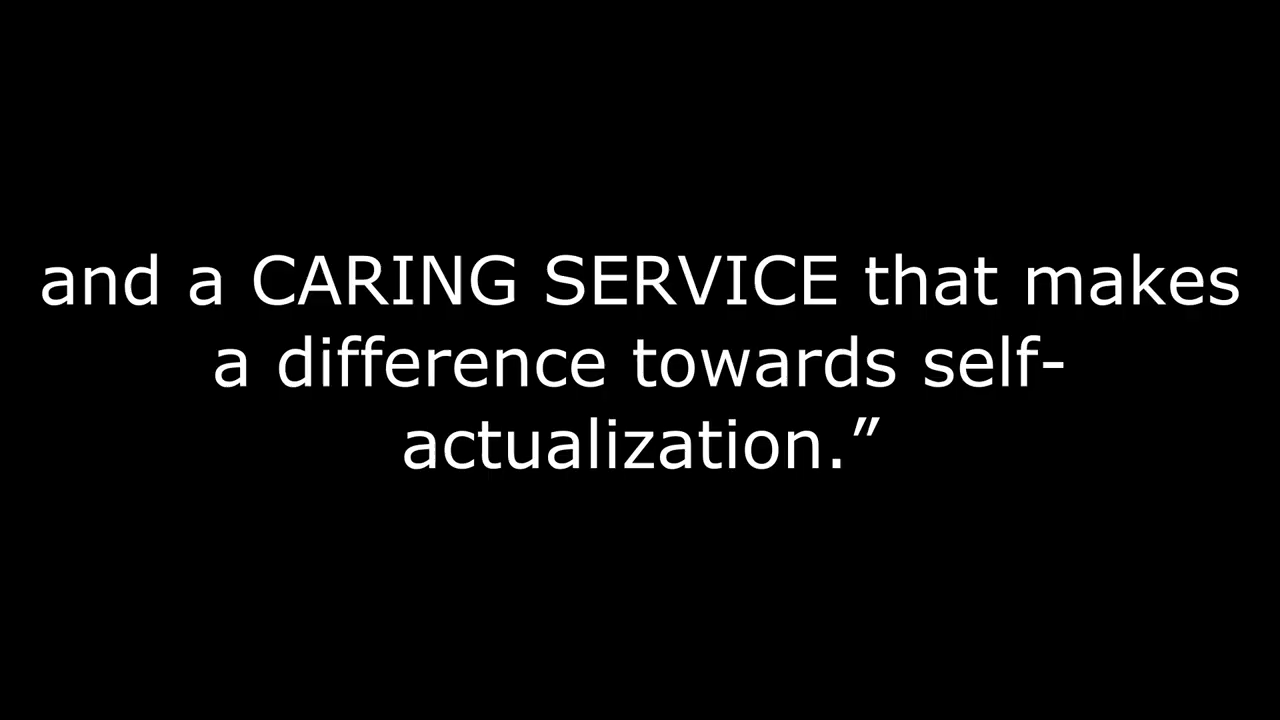 and a CARING SERVICE that makes
a difference towards self-
actualization.”